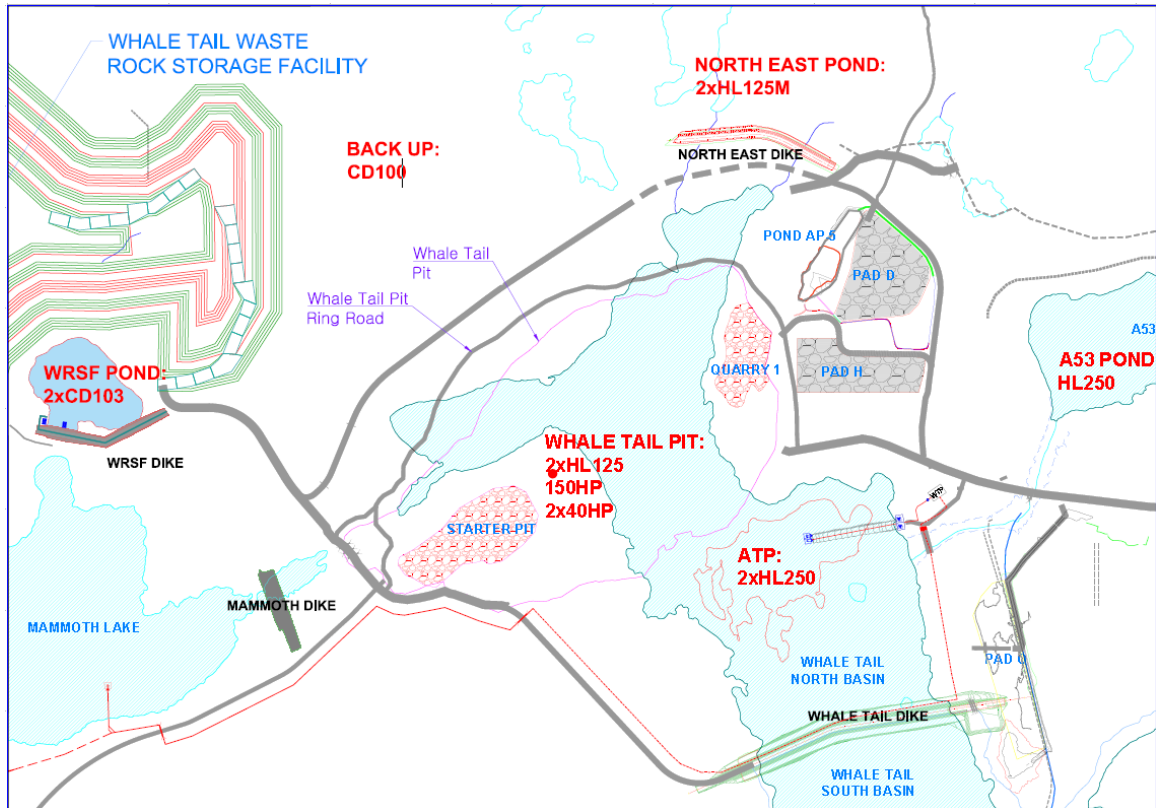 WHALE TAIL WASTE
ROCK STORAGE FACILITY
NORTH EAST POND:
2xHL125M
BACK UP:
CD100
NORTH EAST DIKE
POND AP.5
PAD D
Whale Tail
Pit
Whale Tail Pit
Ring Road
A53
A53 POND
HL250
WRSF POND:
2xCD103
QUARRY 1
PAD H
WHALE TAIL PIT:
2xHL125
150HP
2x40HP
WRSF DIKE
WTP
STARTER-PIT
ATP:
2xHL250
MAMMOTH DIKE
MAMMOTH LAKE
PAD
WHALE TAIL
NORTH BASIN
WHALE TAIL DIKE
WHALE TAIL
SOUTH BASIN